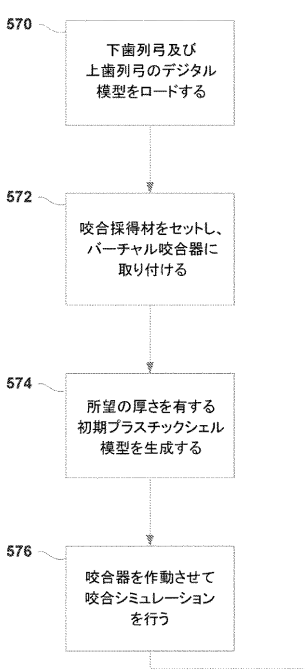 570
下歯列弓及び
上歯列弓のデジタル
模型をロードする
572
咬合採得材をセットし、
バーチャル咬合器に
取り付ける
574
所望の厚さを有する
初期プラスチックシェル
模型を生成する
576
咬合器を作動させて
咬合シミュレーション
を行う